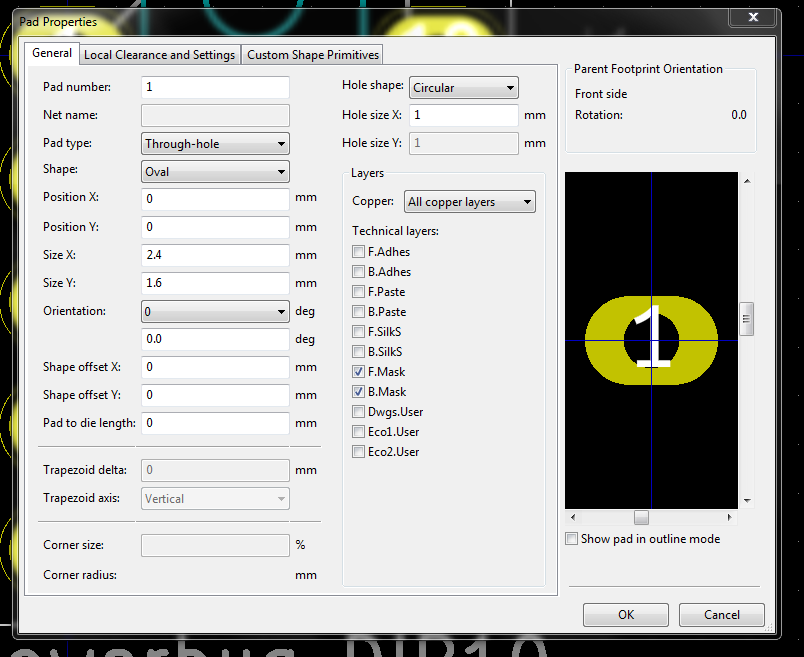 Pad Properties
General
Local Clearance and Settings
Custom Shape Primitives
Pad number: 1
Net name:
Pad type: Through-hole
Shape: Oval
Position X: 0 mm
Position Y: 0 mm
Size X: 2.4 mm
Size Y: 1.6 mm
Orientation: 0 deg
0.0 deg
Shape offset X: 0 mm
Shape offset Y: 0 mm
Pad to die length: 0 mm
Trapezoid delta: 0 mm
Trapezoid axis: Vertical
Corner size: %
Corner radius: mm
Hole shape: Circular
Hole size X: 1 mm
Hole size Y: 1 mm
Layers
Copper: All copper layers
Technical layers:
F.Adhes
B.Adhes
F.Paste
B.Paste
F.SilkS
B.SilkS
F.Mask
B.Mask
Dwgs.User
Eco1.User
Eco2.User
Parent Footprint Orientation
Front side
Rotation: 0.0
1
Show pad in outline mode
OK
Cancel